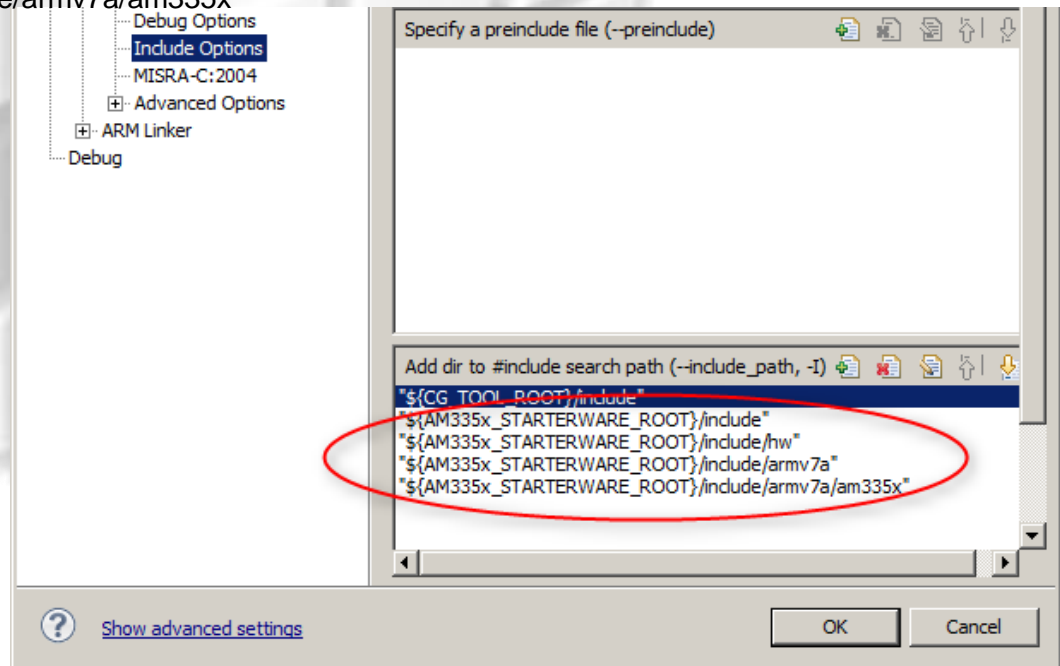 e/armv7a/am335x
Debug Options
Include Options
MISRA-C:2004
Advanced Options
ARM Linker
Debug
Specify a preinclude file (--preinclude)
Add dir to #include search path (--include_path, -I)
"${CG_TOOL_ROOT}/include"
"${AM335x_STARTERWARE_ROOT}/include"
"${AM335x_STARTERWARE_ROOT}/include/hw"
"${AM335x_STARTERWARE_ROOT}/include/armv7a"
"${AM335x_STARTERWARE_ROOT}/include/armv7a/am335x"
Show advanced settings
OK
Cancel